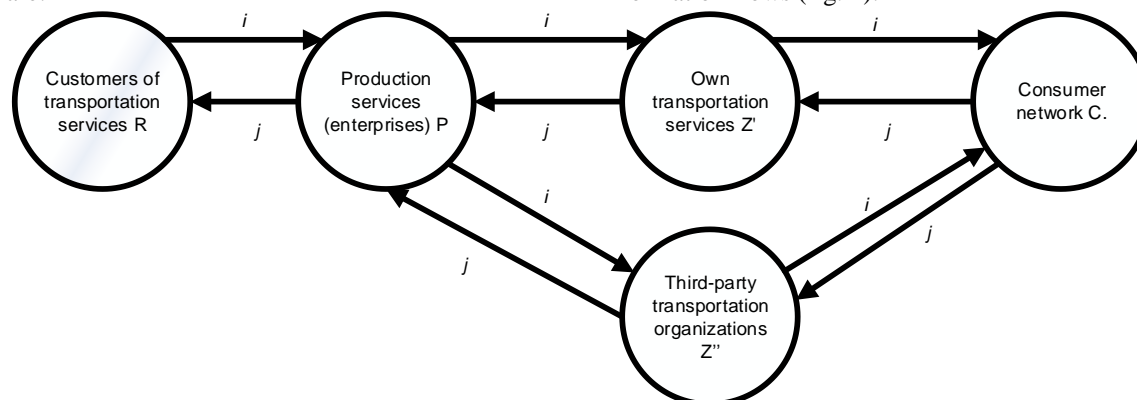 i
i
i
Customers of
transportation
services R
Production
services
(enterprises) P
Own
transportation
services Z'
Consumer
network C.
j
j
j
i
i
j
j
Third-party
transportation
organizations
Z’’